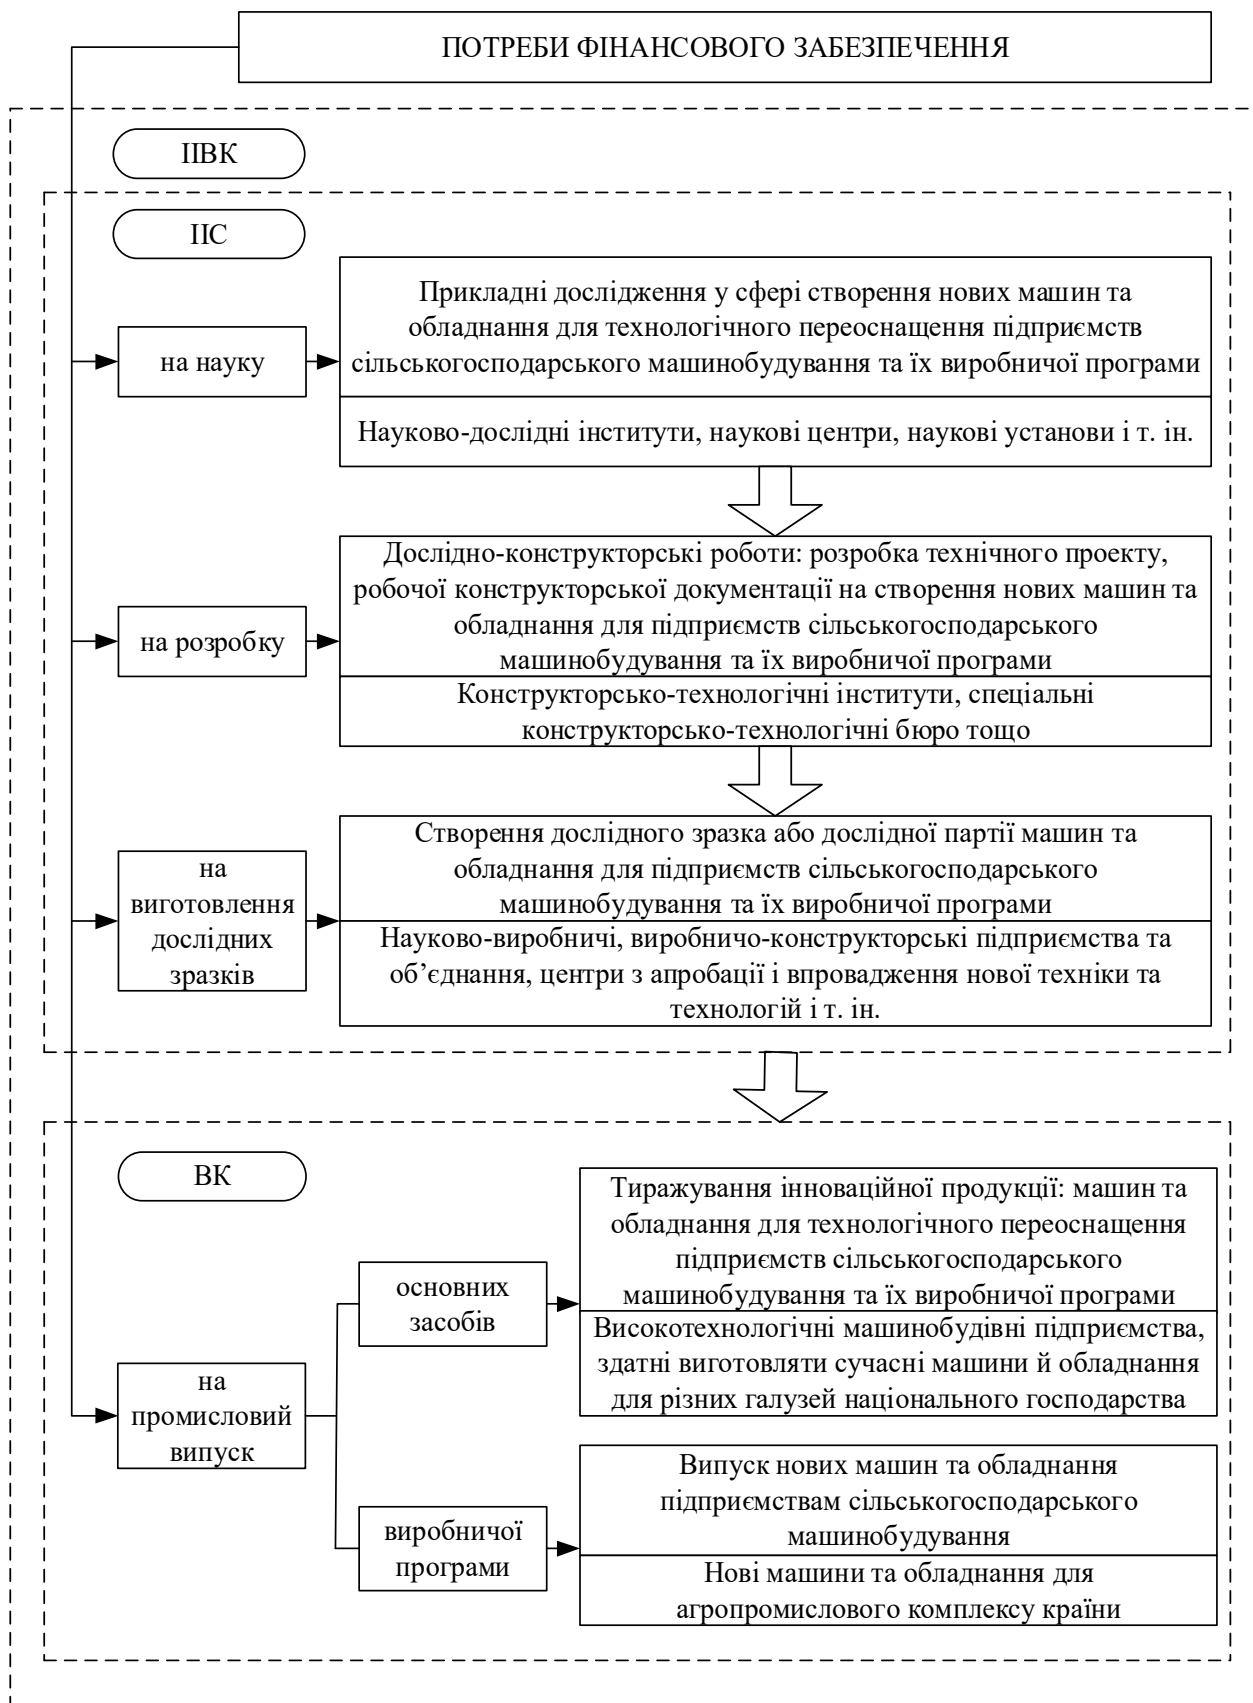 ПОТРЕБИ ФІНАНСОВОГО ЗАБЕЗПЕЧЕННЯ
ІІВК
ІІС
на науку
Прикладні дослідження у сфері створення нових машин та
обладнання для технологічного переоснащення підприємств
сільськогосподарського машинобудування та їх виробничої програми
Науково-дослідні інститути, наукові центри, наукові установи і т. ін.
на розробку
Дослідно-конструкторські роботи: розробка технічного проекту,
робочої конструкторської документації на створення нових машин та
обладнання для підприємств сільськогосподарського
машинобудування та їх виробничої програми
Конструкторсько-технологічні інститути, спеціальні
конструкторсько-технологічні бюро тощо
на
виготовлення
дослідних
зразків
Створення дослідного зразка або дослідної партії машин та
обладнання для підприємств сільськогосподарського
машинобудування та їх виробничої програми
Науково-виробничі, виробничо-конструкторські підприємства та
об’єднання, центри з апробації і впровадження нової техніки та
технологій і т. ін.
ВК
на
промисловий
випуск
основних
засобів
Тиражування інноваційної продукції: машин та
обладнання для технологічного переоснащення
підприємств сільськогосподарського
машинобудування та їх виробничої програми
Високотехнологічні машинобудівні підприємства,
здатні виготовляти сучасні машини й обладнання
для різних галузей національного господарства
виробничої
програми
Випуск нових машин та обладнання
підприємствам сільськогосподарського
машинобудування
Нові машини та обладнання для
агропромислового комплексу країни